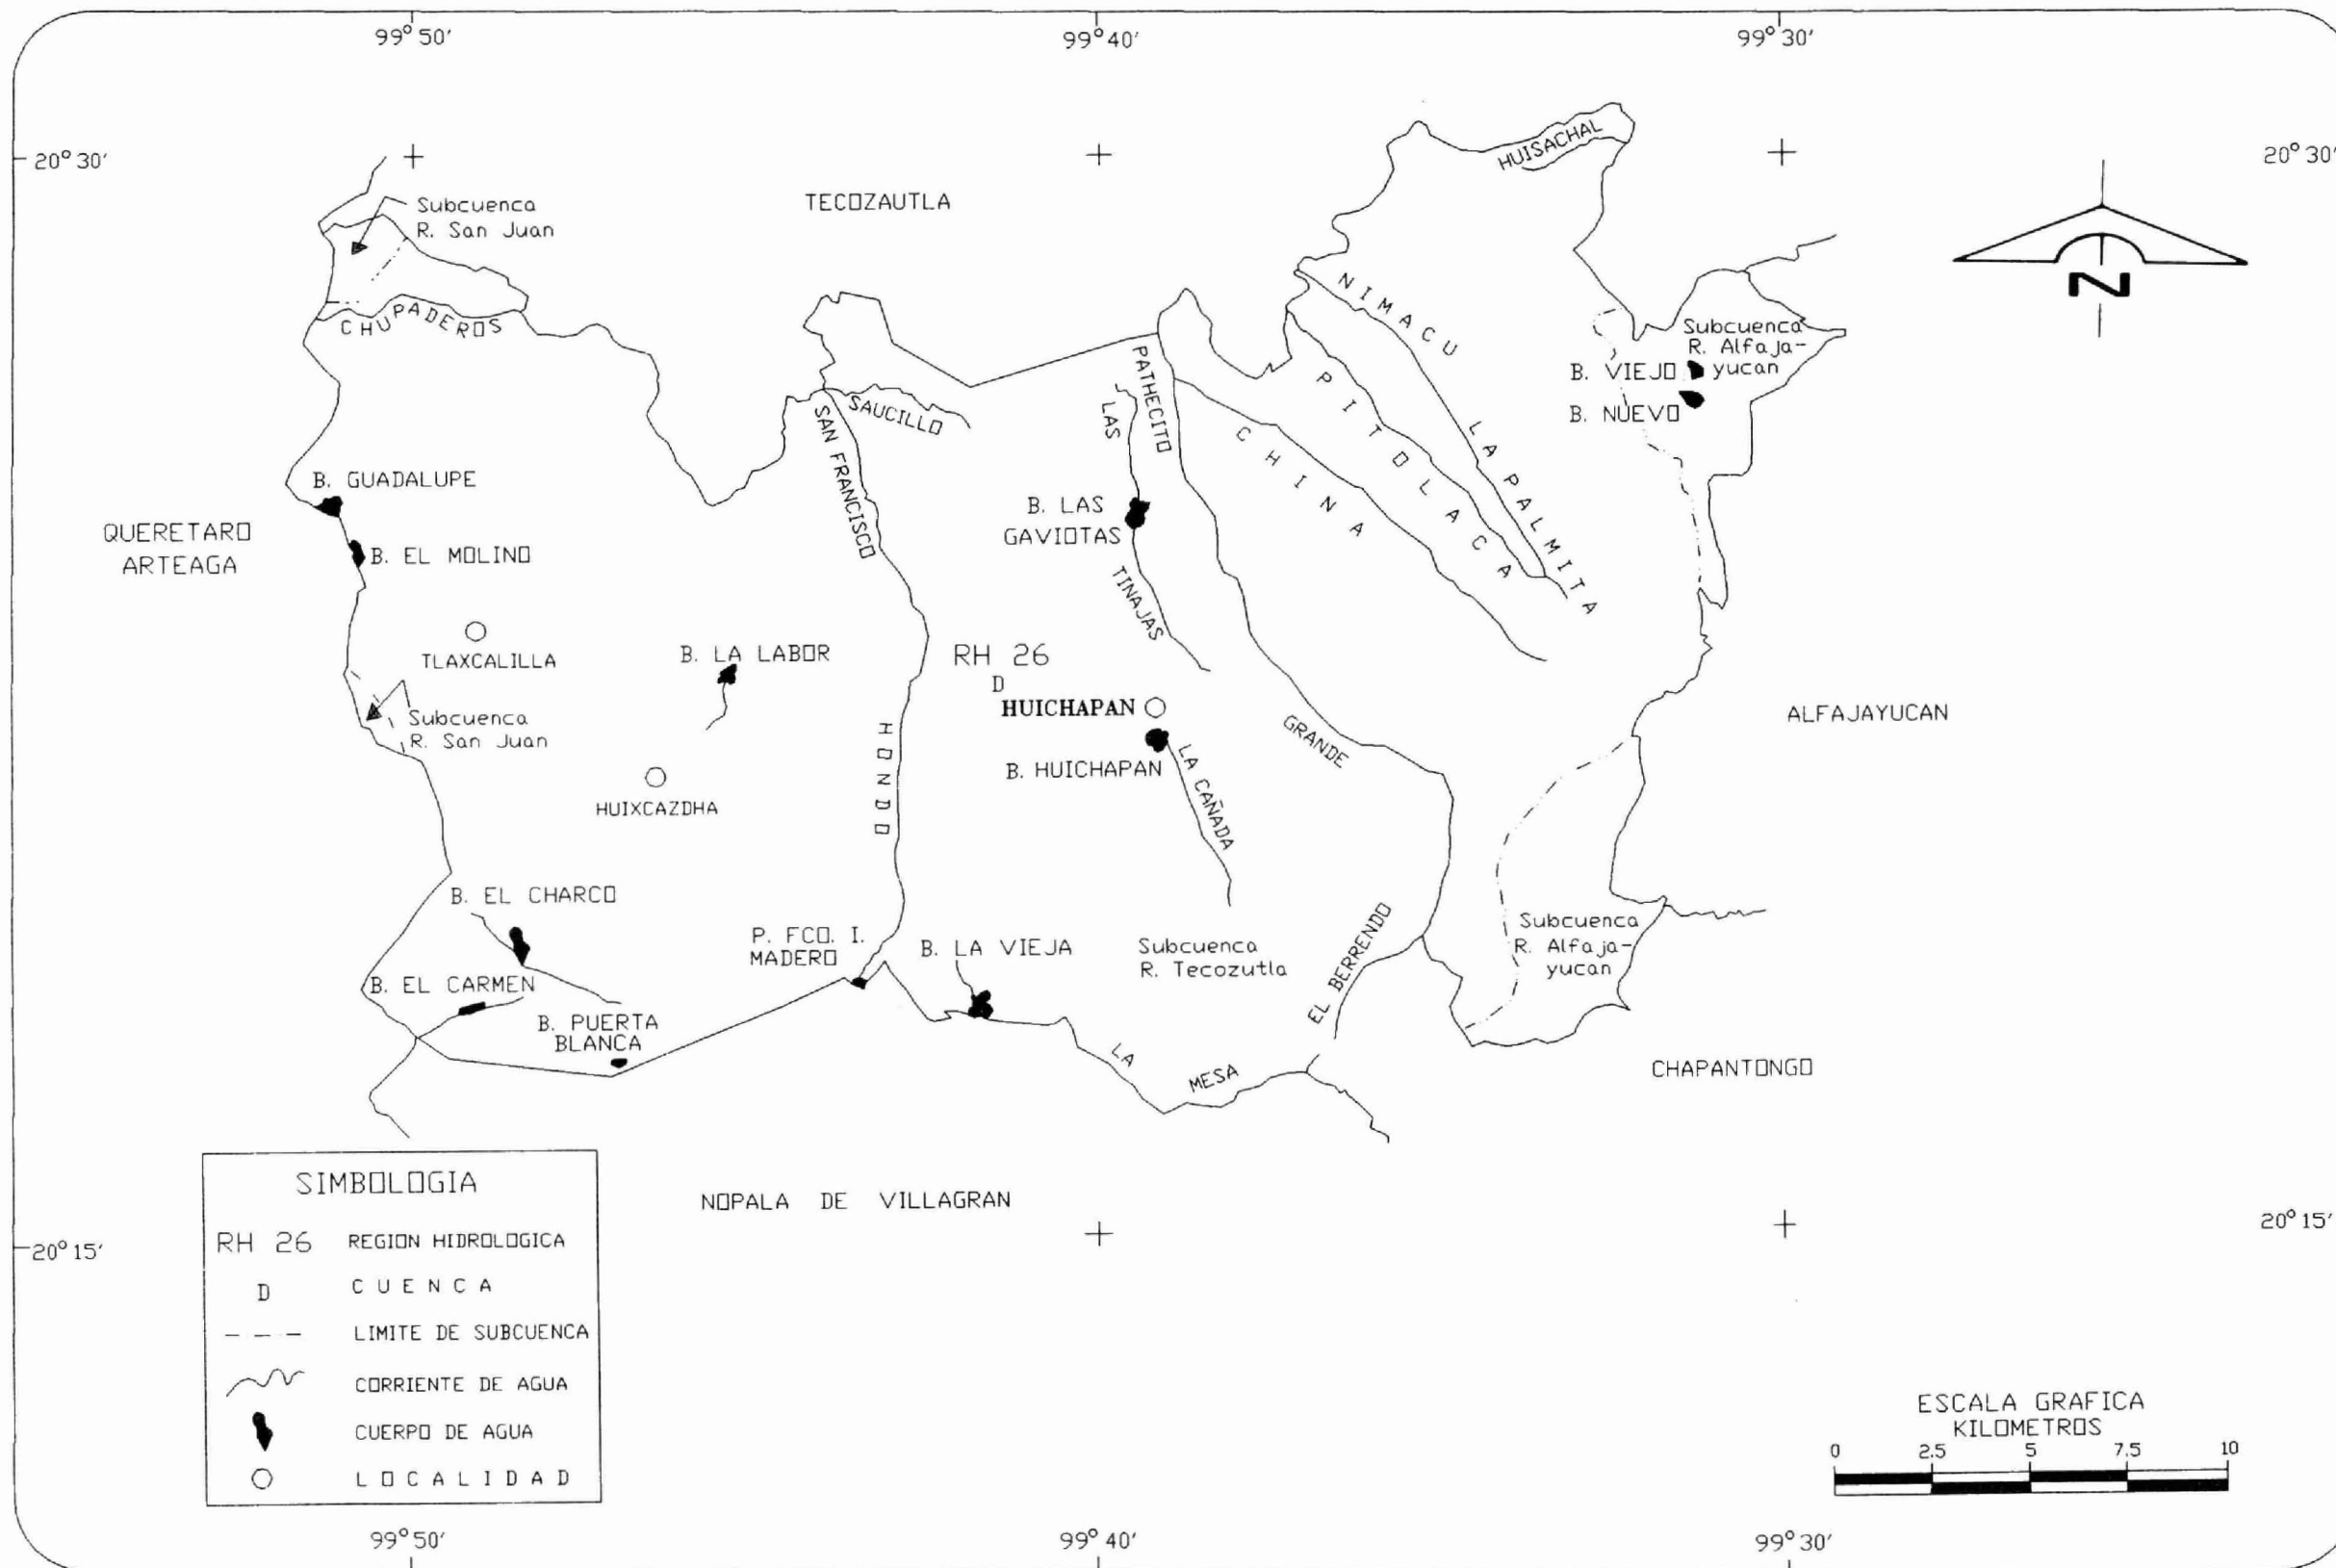 99° 50'
99° 40'
99° 30'
20° 30'
20° 30'
HUISACHAL
Subcuenca
R. San Juan
TECOZAUTLA
N
CHUPADEROS
NIMACU
Subcuenca
R. Alfaja-
yucan
B. VIEJO
B. NUEVO
PATHECITO
SAUCILLO
SAN FRANCISCO
LAS
CHINA
PITOLACA
LA PALMITA
B. GUADALUPE
B. LAS
GAVIOTAS
QUERETARO
ARTEAGA
B. EL MOLINO
TINAJAS
TLAXCALILLA
B. LA LABOR
RH 26
D
HUICHAPAN
Subcuenca
R. San Juan
ALFAJAYUCAN
HONDO
GRANDE
B. HUICHAPAN
LA CAÑADA
HUIXCAZDHA
B. EL CHARCO
P. FCO. I.
MADERO
B. LA VIEJA
Subcuenca
R. Tecozutla
EL BERRENDO
Subcuenca
R. Alfaja-
yucan
B. EL CARMEN
B. PUERTA
BLANCA
LA
MESA
CHAPANTONGO
SIMBOLOGIA
RH 26 REGION HIDROLOGICA
D CUENCA
LIMITE DE SUBCUENCA
CORRIENTE DE AGUA
CUERPO DE AGUA
LOCALIDAD
NOPALA DE VILLAGRAN
20° 15'
20° 15'
ESCALA GRAFICA
KILOMETROS
0 2.5 5 7.5 10
99° 50'
99° 40'
99° 30'